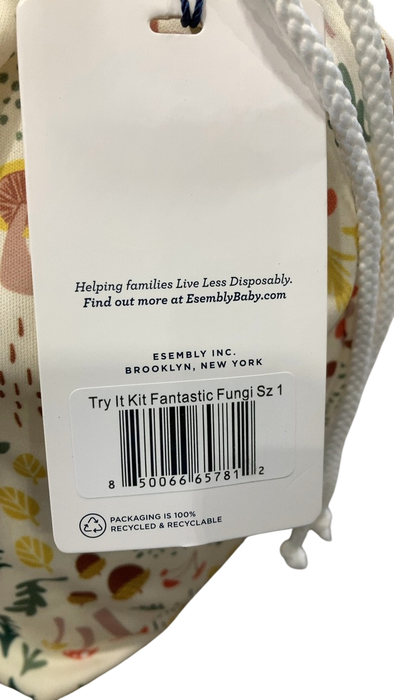 Helping families Live Less Disposably.
Find out more at EsemblyBaby.com
ESEMBLY INC.
BROOKLYN, NEW YORK
Try It Kit Fantastic Fungi Sz 1
8 50066 65781 2
PACKAGING IS 100%
RECYCLED & RECYCLABLE